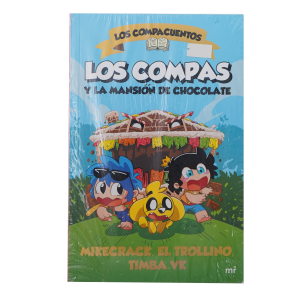 LOS COMPACUENTOS
LOS COMPAS
Y LA MANSIÓN DE CHOCOLATE
MIKECRACK, EL TROLLINO,
TIMBA VK
mr